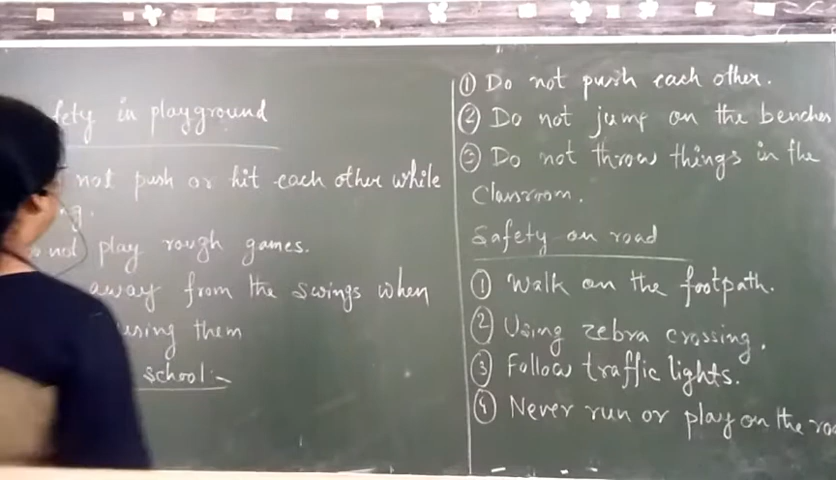 in playground
not push or hit each other while
not play rough games.
away from the swings when
using them
school:-
① Do not push each other.
② Do not jump on the benches
③ Do not throw things in the
Classroom.
Safety on road
① Walk on the footpath.
② Using zebra crossing.
③ Follow traffic lights.
④ Never run or play on the